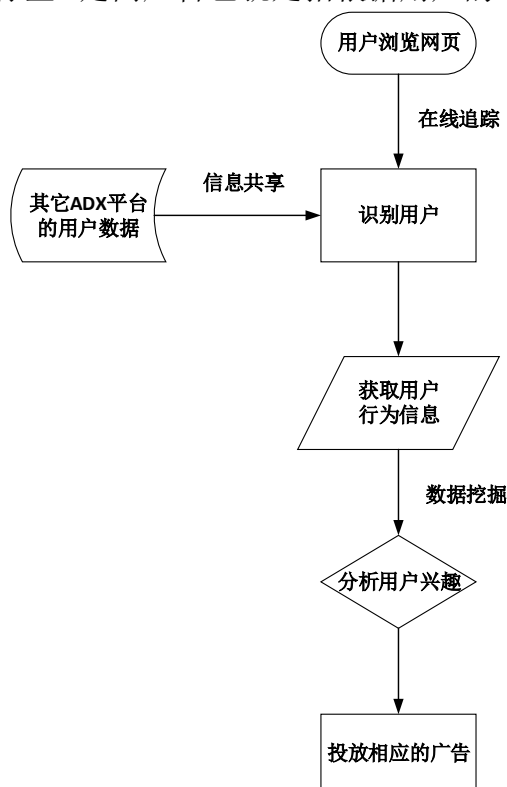 用户浏览网页
在线追踪
信息共享
其它ADX平台
的用户数据
识别用户
获取用户
行为信息
数据挖掘
分析用户兴趣
投放相应的广告